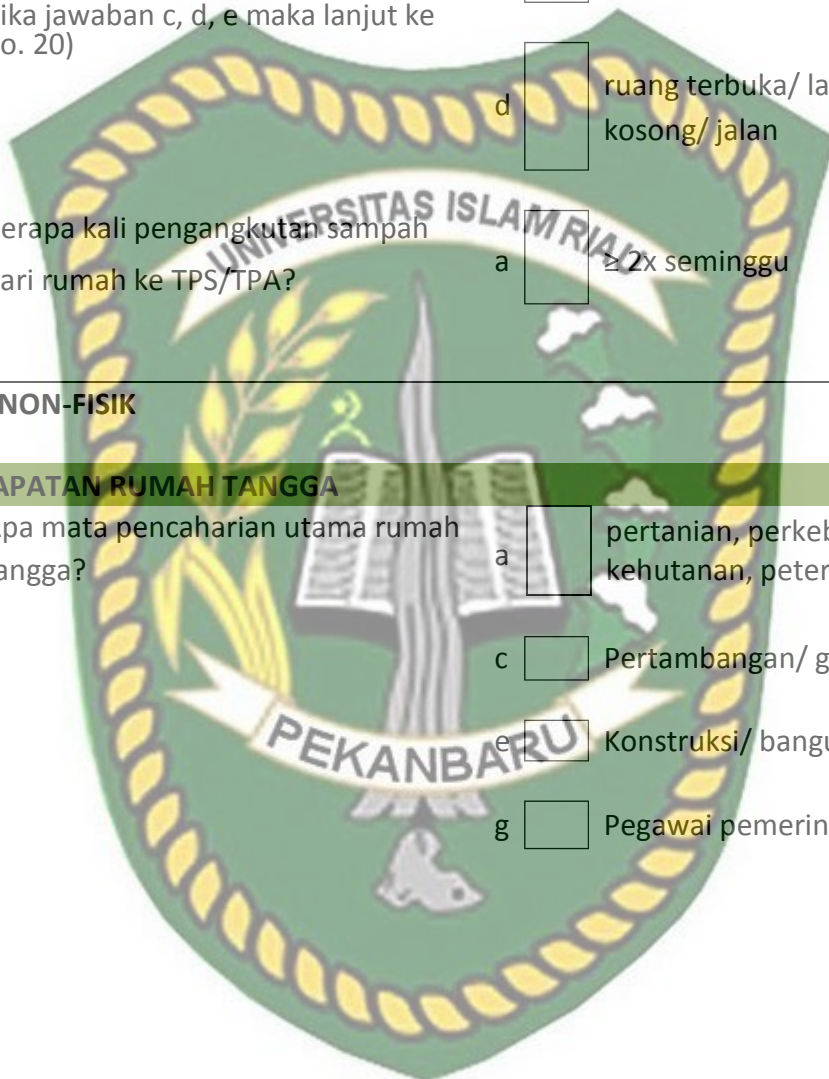 ika jawaban c, d, e maka lanjut ke
o. 20)
d
ruang terbuka/ la
kosong/ jalan
UNIVERSITAS ISLAM RIAU
erapa kali pengangkutan sampah
ari rumah ke TPS/TPA?
a
≥ 2x seminggu
NON-FISIK
APATAN RUMAH TANGGA
Apa mata pencaharian utama rumah
angga?
a
pertanian, perkeb
kehutanan, peter
c Pertambangan/ g
PEKANBARU
e Konstruksi/ bangu
g Pegawai pemerin